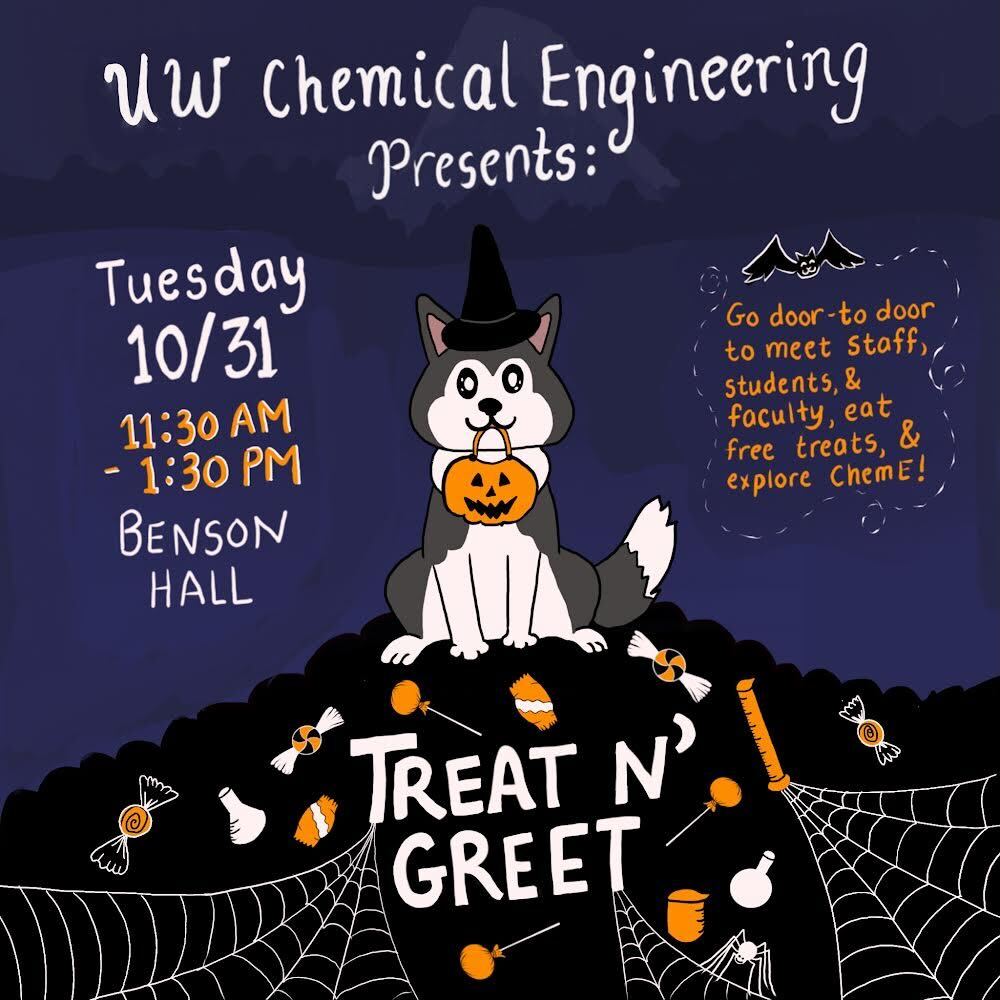 UW Chemical Engineering
Presents:
Tuesday
10/31
11:30 AM
- 1:30 PM
BENSON
HALL
Go door-to door
to meet staff,
students, &
faculty, eat
free treats, &
explore ChemE!
TREAT N'
GREET